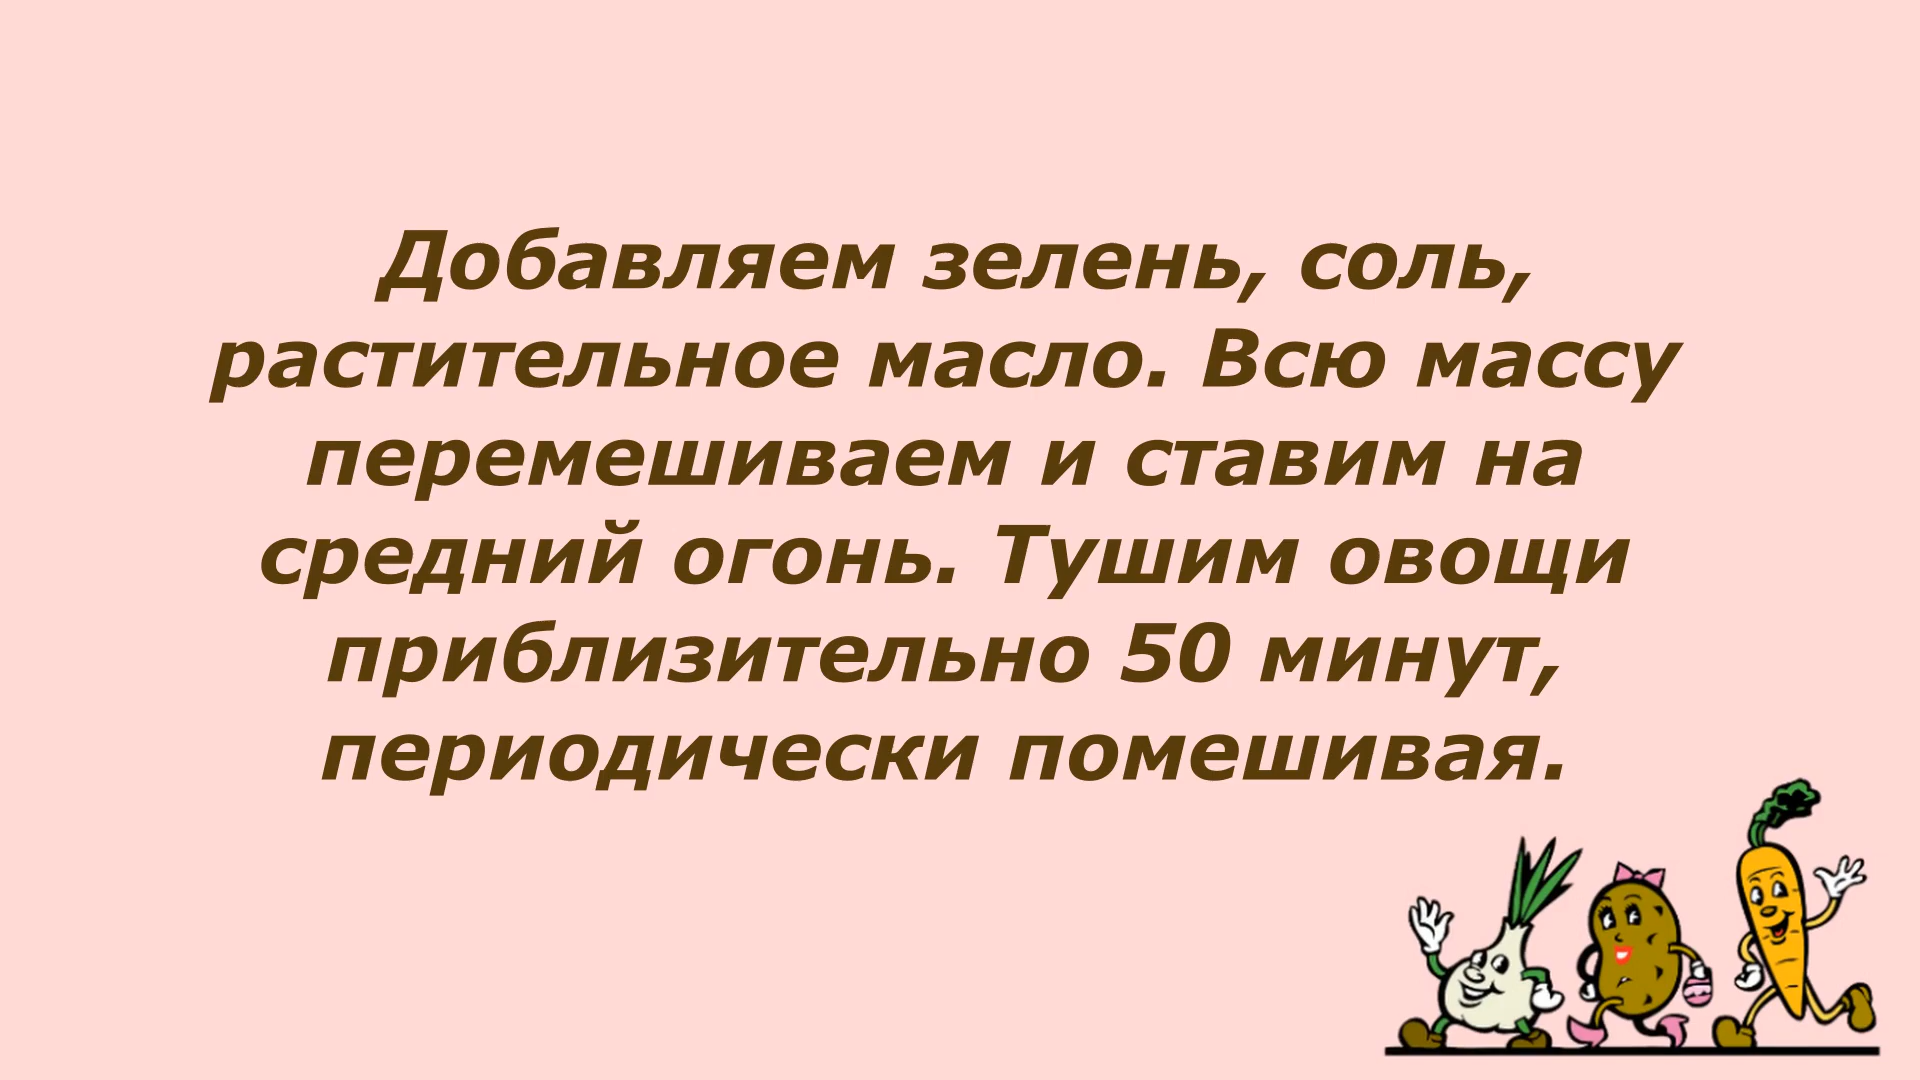 Добавляем зелень, соль,
растительное масло. Всю массу
перемешиваем и ставим на
средний огонь. Тушим овощи
приблизительно 50 минут,
периодически помешивая.